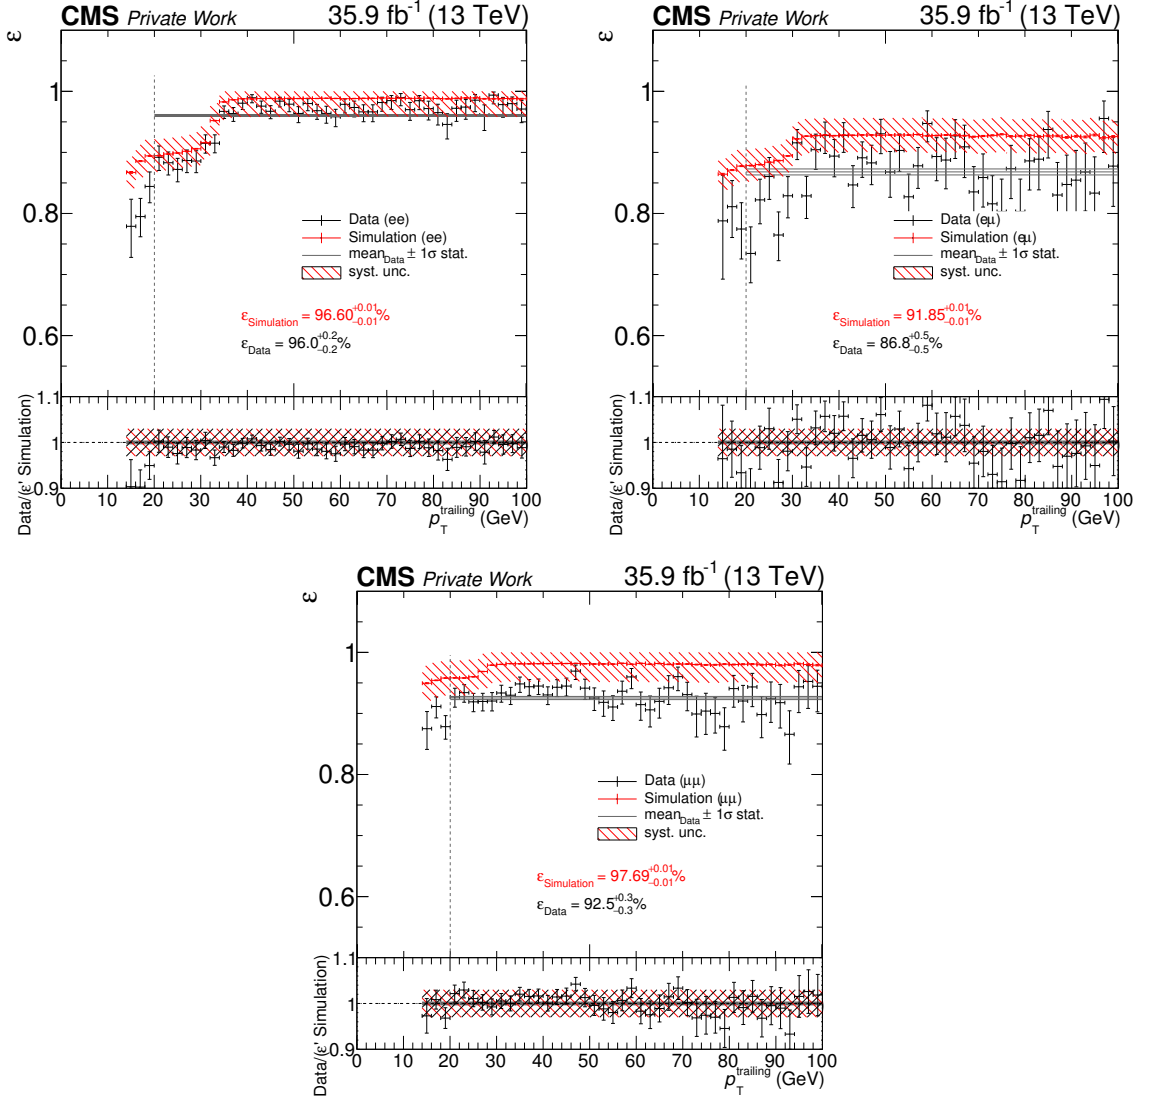 CMS Private Work 35.9 fb-1 (13 TeV)
ε
1
0.8
0.6
Data (ee)
Simulation (ee)
meanData ± 1σ stat.
syst. unc.
εSimulation = 96.60+0.01−0.01%
εData = 96.0+0.2−0.2%
Data/(ε' Simulation)
1.1
1
0.9
0 10 20 30 40 50 60 70 80 90 100
pTtrailing (GeV)
CMS Private Work 35.9 fb-1 (13 TeV)
ε
1
0.8
0.6
Data (eμ)
Simulation (eμ)
meanData ± 1σ stat.
syst. unc.
εSimulation = 91.85+0.01−0.01%
εData = 86.8+0.5−0.5%
Data/(ε' Simulation)
1.1
1
0.9
0 10 20 30 40 50 60 70 80 90 100
pTtrailing (GeV)
CMS Private Work 35.9 fb-1 (13 TeV)
ε
1
0.8
0.6
Data (μμ)
Simulation (μμ)
meanData ± 1σ stat.
syst. unc.
εSimulation = 97.69+0.01−0.01%
εData = 92.5+0.3−0.3%
Data/(ε' Simulation)
1.1
1
0.9
0 10 20 30 40 50 60 70 80 90 100
pTtrailing (GeV)